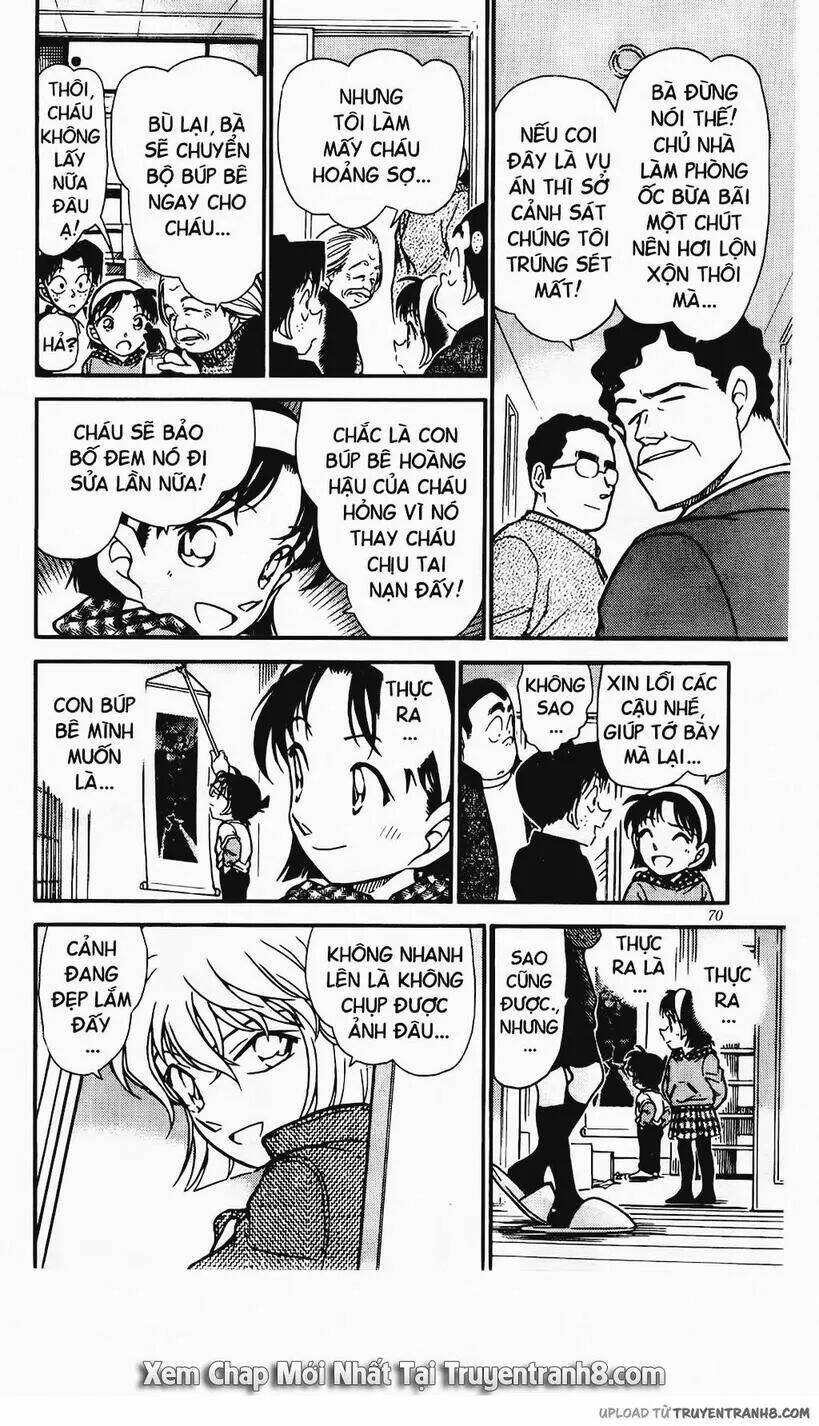 BÀ ĐỪNG
NÓI THẾ!
CHỦ NHÀ
LÀM PHÒNG
ỐC BỪA BÃI
MỘT CHÚT
NÊN HƠI LỘN
XỘN THÔI
MÀ...
NẾU COI
ĐÂY LÀ VỤ
ÁN THÌ SỞ
CẢNH SÁT
CHÚNG TÔI
TRÚNG SÉT
MẤT!
NHƯNG
TÔI LÀM
MẤY CHÁU
HOẢNG SỢ...
BÙ LẠI, BÀ
SẼ CHUYỂN
BỘ BÚP BÊ
NGAY CHO
CHÁU...
THÔI,
CHÁU
KHÔNG
LẤY
NỮA
ĐÂU
Ạ!
HẢ?
CHẮC LÀ CON
BÚP BÊ HOÀNG
HẬU CỦA CHÁU
HỎNG VÌ NÓ
THAY CHÁU
CHỊU TAI
NẠN ĐẤY!
CHÁU SẼ BẢO
BỐ ĐEM NÓ ĐI
SỬA LẦN NỮA!
XIN LỖI CÁC
CẬU NHÉ,
GIÚP TỚ BÀY
MÀ LẠI...
KHÔNG
SAO
...
THỰC
RA
...
CON BÚP
BÊ MÌNH
MUỐN
LÀ...
70
THỰC
RA...
THỰC
RA LÀ
...
SAO
CŨNG
ĐƯỢC.,
NHƯNG
...
KHÔNG NHANH
LÊN LÀ KHÔNG
CHỤP ĐƯỢC
ẢNH ĐÂU...
CẢNH
ĐANG
ĐẸP LẮM
ĐẤY
...
Xem Chap Mới Nhất Tại Truyentranh8.com
UPLOAD TỪ TRUYENTRANH8.COM